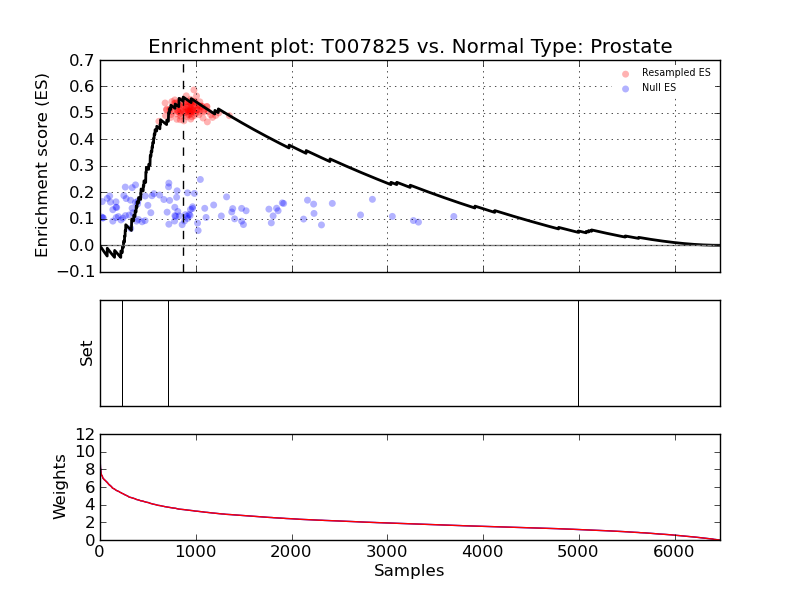 Enrichment plot: T007825 vs. Normal Type: Prostate
Enrichment score (ES)
0.7
0.6
0.5
0.4
0.3
0.2
0.1
0.0
−0.1
Resampled ES
Null ES
Set
Weights
12
10
8
6
4
2
0
0 1000 2000 3000 4000 5000 6000
Samples